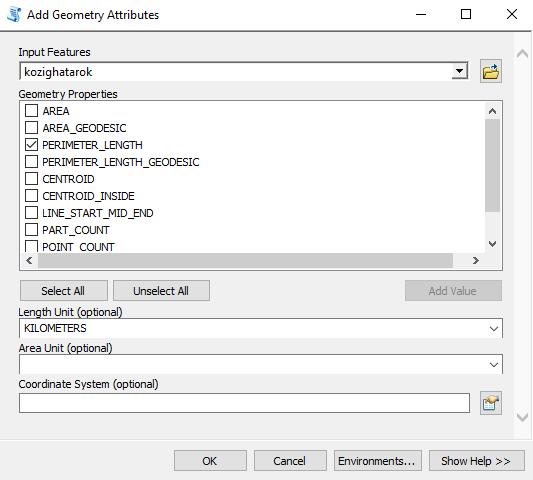 Add Geometry Attributes
Input Features
kozighatarok
Geometry Properties
AREA
AREA_GEODESIC
PERIMETER_LENGTH
PERIMETER_LENGTH_GEODESIC
CENTROID
CENTROID_INSIDE
LINE_START_MID_END
PART_COUNT
POINT_COUNT
Select All
Unselect All
Add Value
Length Unit (optional)
KILOMETERS
Area Unit (optional)
Coordinate System (optional)
OK
Cancel
Environments...
Show Help >>